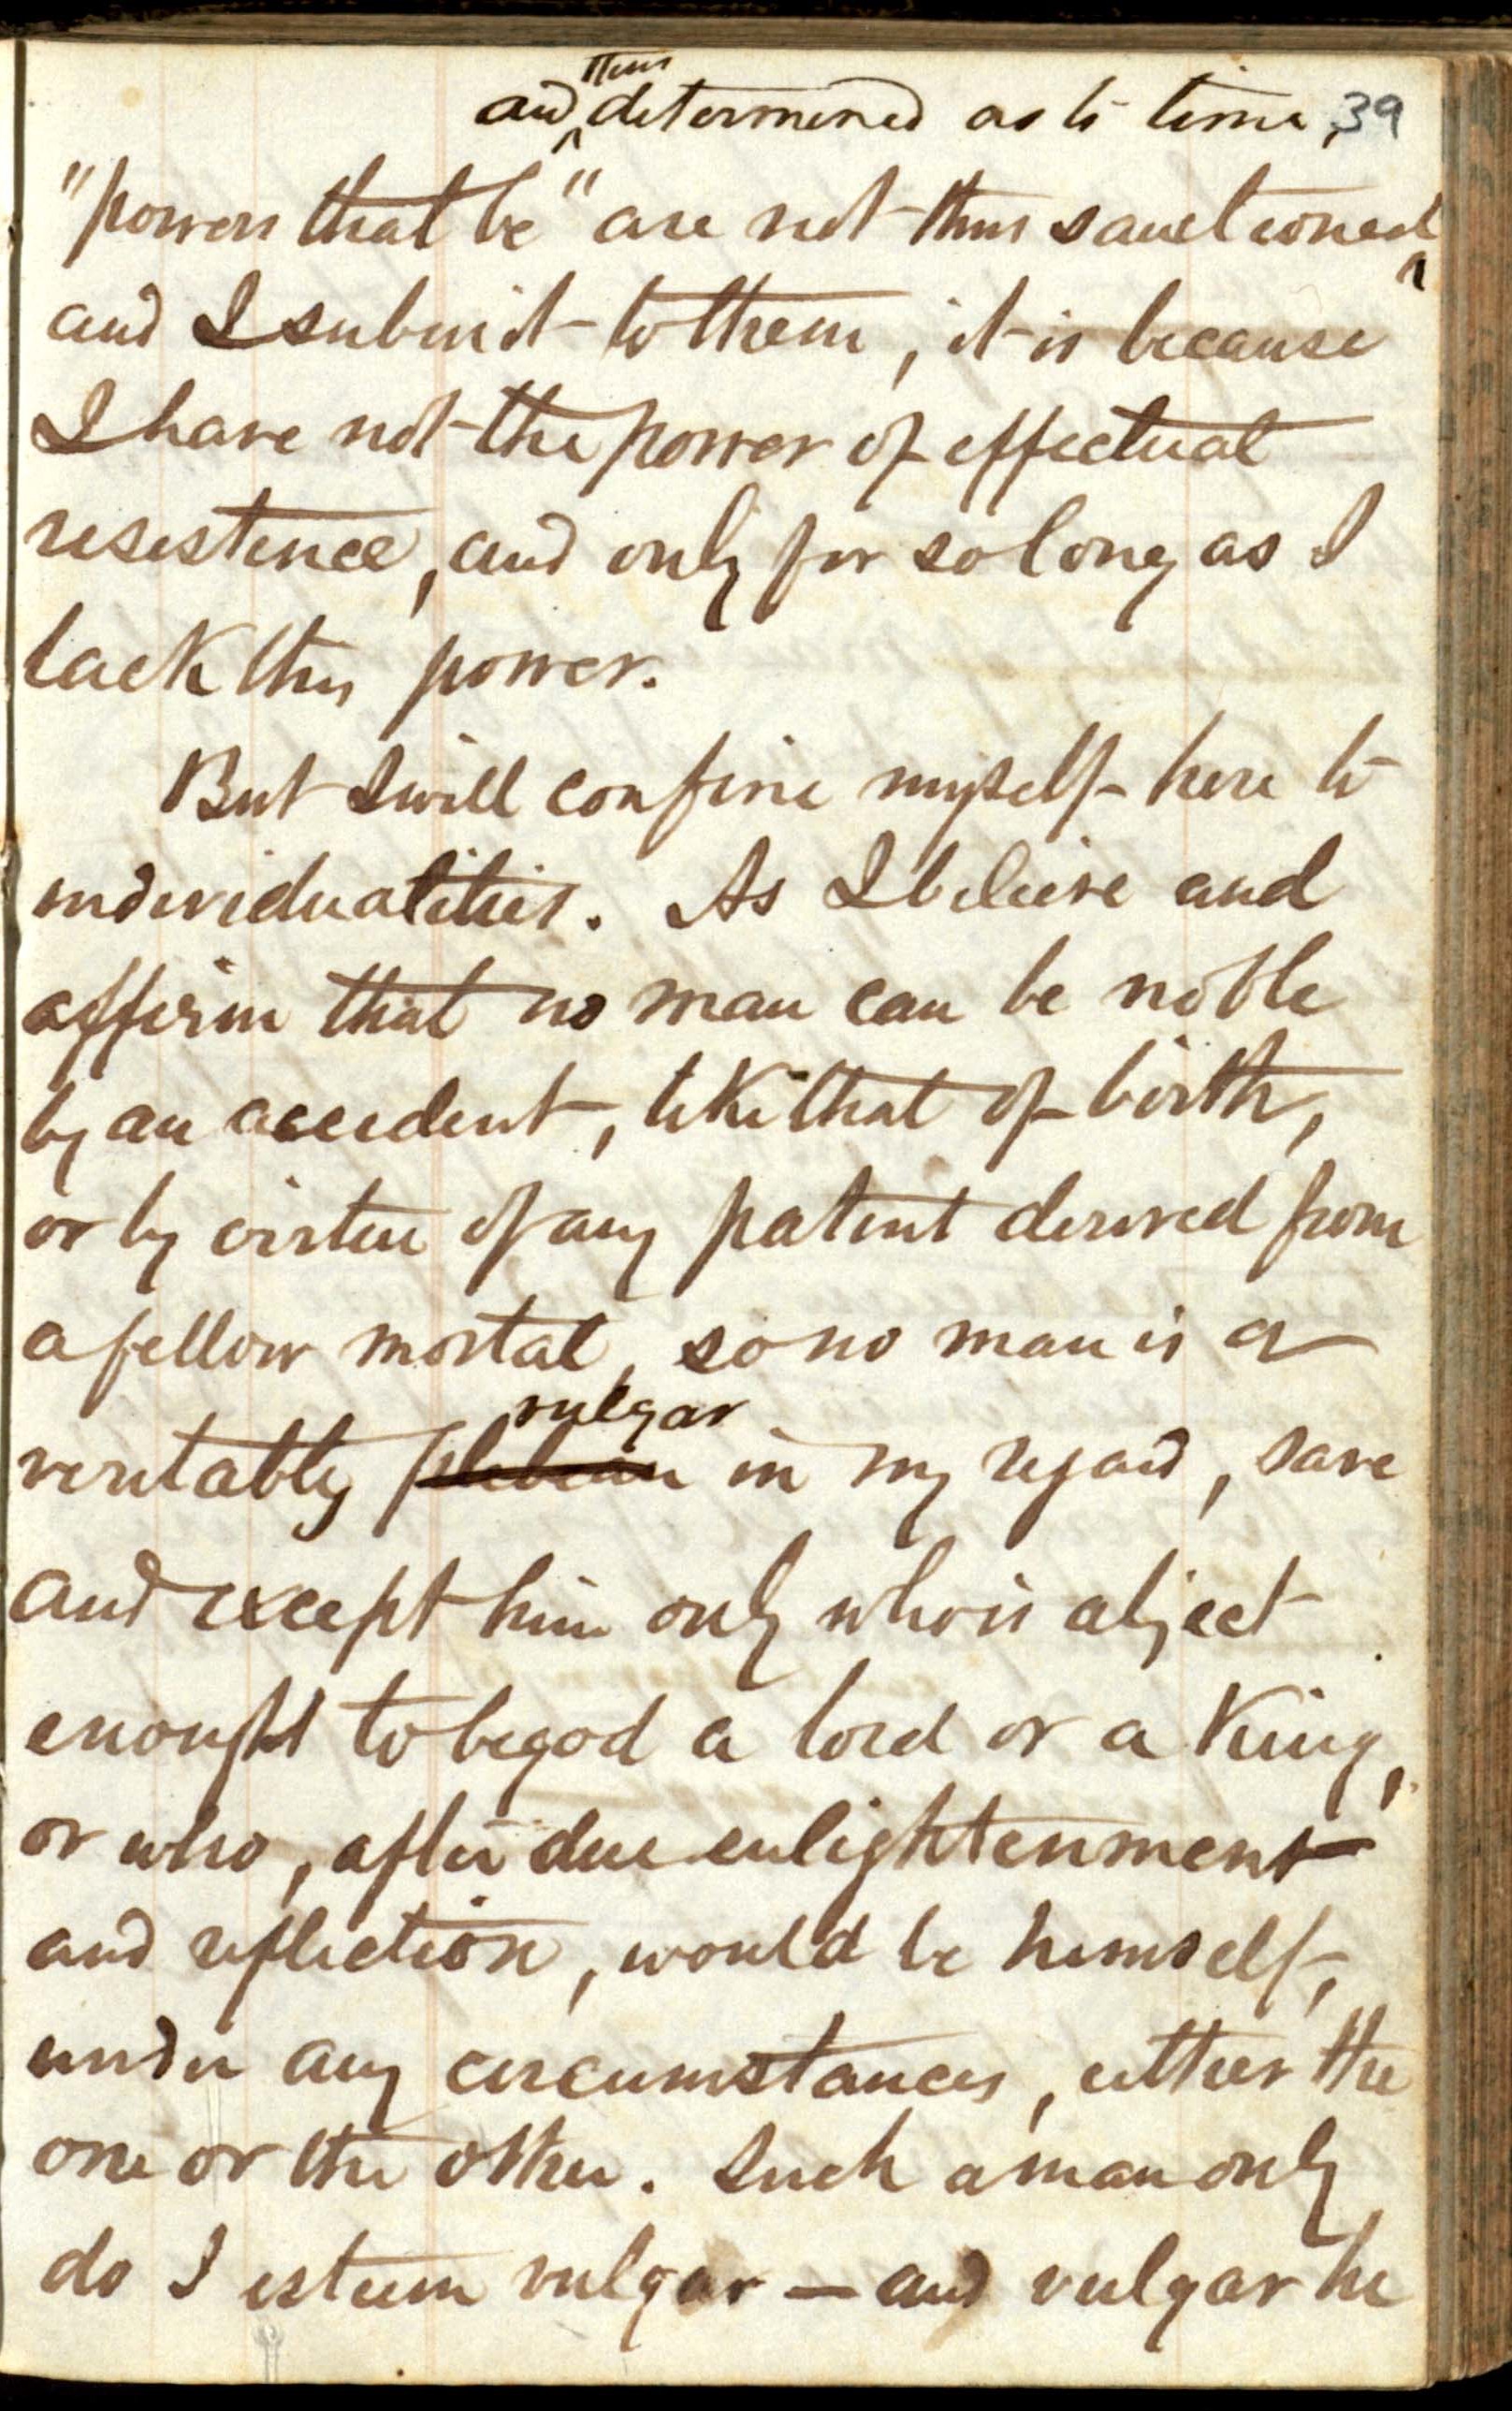 thus
and determined as to time, 39
"powers that be" are not thus sanctioned
and I submit to them, it is because
I have not the power of effectual
resistence, and only for so long as I
lack this power.
But I will confine myself here to
individualities. As I believe and
affirm that no man can be noble
by an accident, like that of birth,
or by virtue of any patent derived from
a fellow mortal, so no man is a
vulgar
veritably plebean in my regard, save
and except him only who is abject
enough to begod a lord or a King,
or who, after due enlightenment
and reflection, would be himself,
under any circumstances, either the
one or the other. Such a man only
do I esteem vulgar — and vulgar he